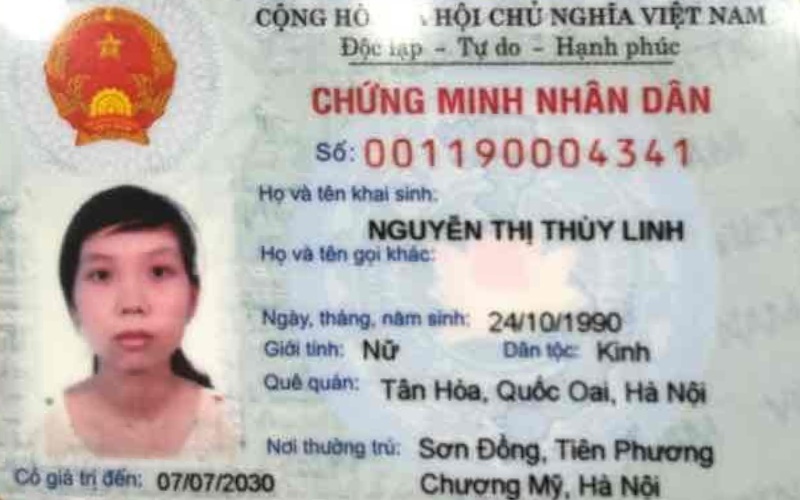 CỘNG HÒ HỘI CHỦ NGHĨA VIỆT NAM
Độc lập - Tự do - Hạnh phúc
CHỨNG MINH NHÂN DÂN
Số: 001190004341
Họ và tên khai sinh:
NGUYỄN THỊ THÙY LINH
Họ và tên gọi khác:
Ngày, tháng, năm sinh: 24/10/1990
Giới tính: Nữ Dân tộc: Kinh
Quê quán: Tân Hòa, Quốc Oai, Hà Nội
Nơi thường trú: Sơn Đồng, Tiên Phương
Chương Mỹ, Hà Nội
Có giá trị đến: 07/07/2030